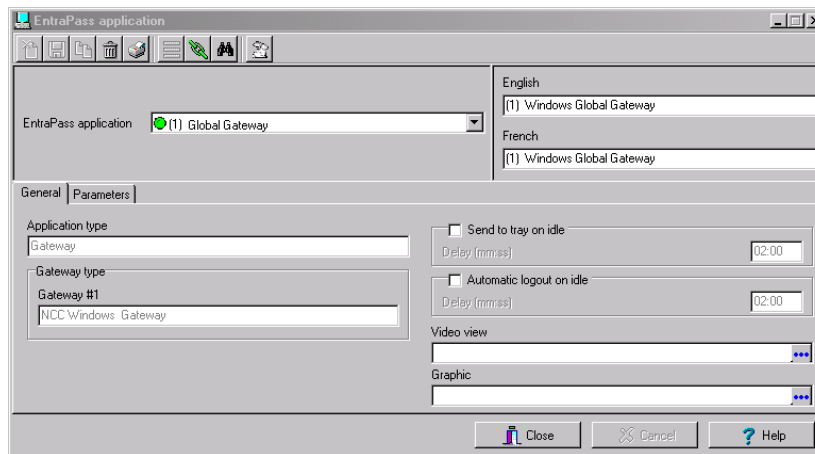 EntraPass application
EntraPass application
(1) Global Gateway
English
(1) Windows Global Gateway
French
(1) Windows Global Gateway
General
Parameters
Application type
Gateway
Gateway type
Gateway #1
NCC Windows Gateway
Send to tray on idle
Delay (mm:ss)
02:00
Automatic logout on idle
Delay (mm:ss)
02:00
Video view
Graphic
Close
Cancel
Help